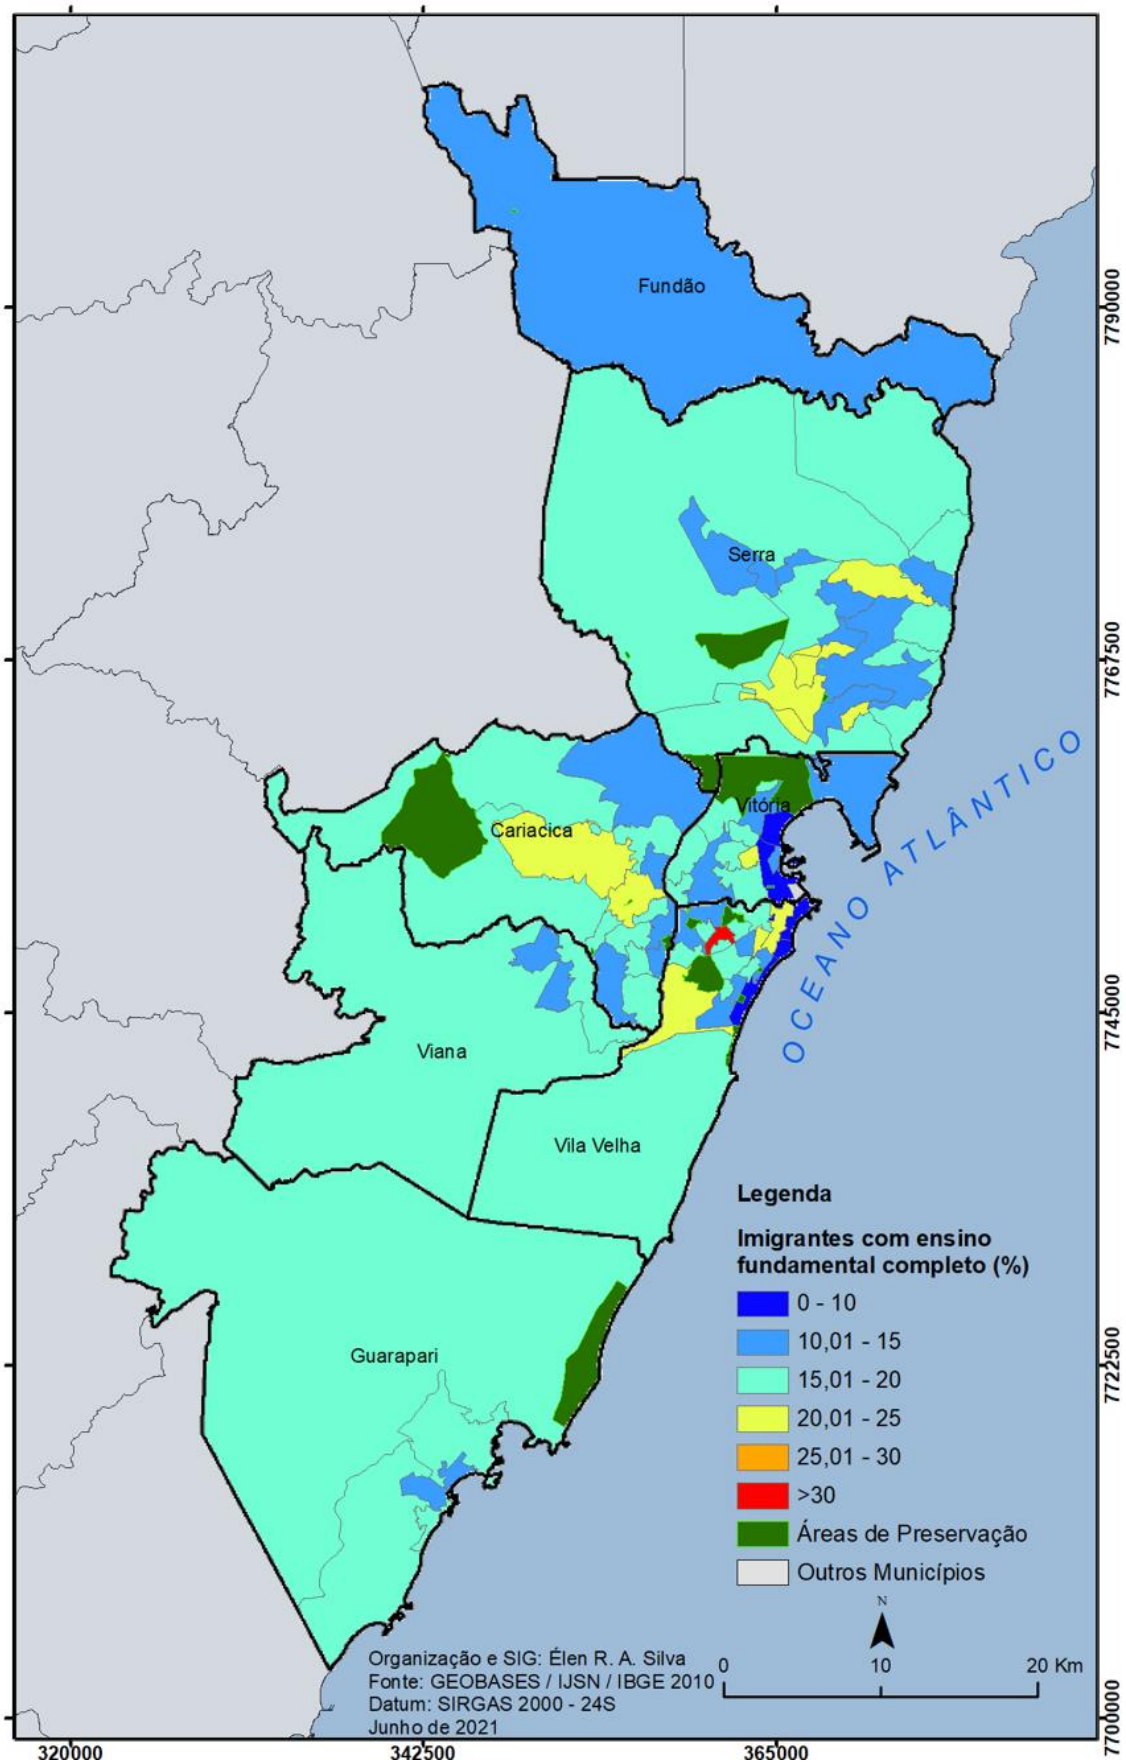 Fundão
7790000
Serra
7767500
Vitória
Cariacica
OCEANO ATLÂNTICO
7745000
Viana
Vila Velha
Legenda
Imigrantes com ensino
fundamental completo (%)
0 - 10
10,01 - 15
15,01 - 20
20,01 - 25
25,01 - 30
>30
Áreas de Preservação
Outros Municípios
7722500
Guarapari
N
0 10 20 Km
Organização e SIG: Élen R. A. Silva
Fonte: GEOBASES / IJSN / IBGE 2010
Datum: SIRGAS 2000 - 24S
Junho de 2021
7700000
320000 342500 365000